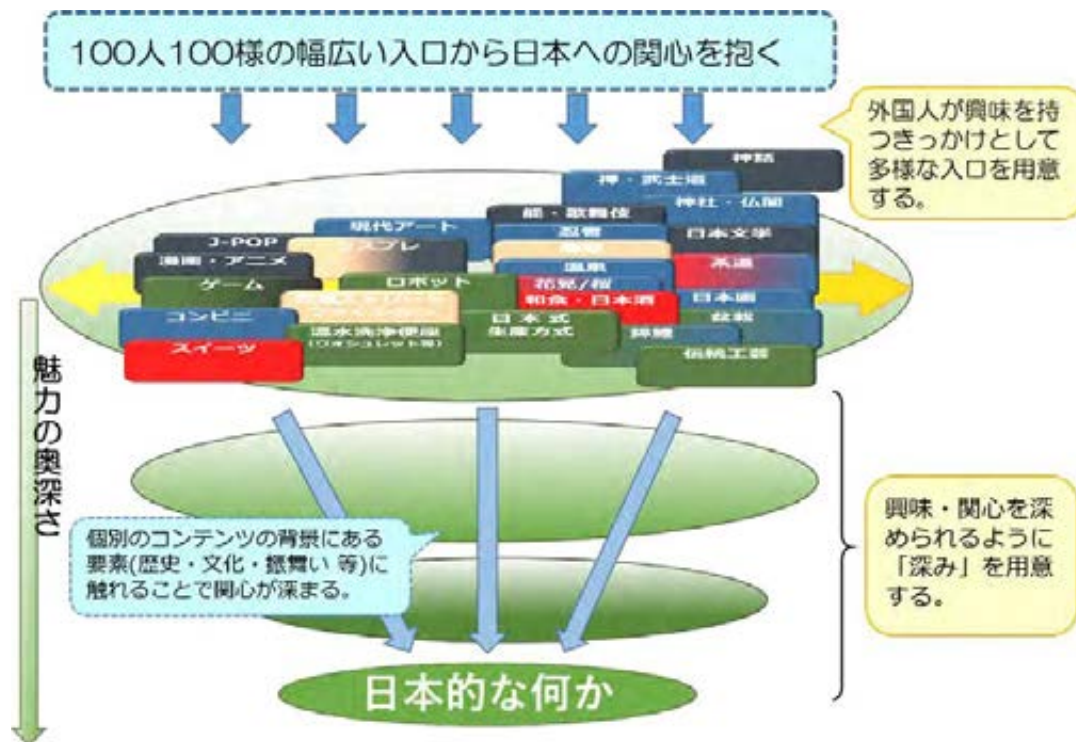 100人100様の幅広い入口から日本への関心を抱く
外国人が興味を持
つきっかけとして
多様な入口を用意
する。
神話
禅・武士道
神社・仏閣
能・歌舞伎
現代アート
忍者
日本文学
J-POP
コスプレ
漫画・アニメ
温泉
茶道
ゲーム
ロボット
花見/桜
日本画
和食・日本酒
コンビニ
日本式
生産方式
盆栽
温水洗浄便座
(ウオシュレット等)
錦鯉
スイーツ
伝統工芸
魅力の奥深さ
個別のコンテンツの背景にある
要素(歴史・文化・振舞い 等)に
触れることで関心が深まる。
興味・関心を深
められるように
「深み」を用意
する。
日本的な何か